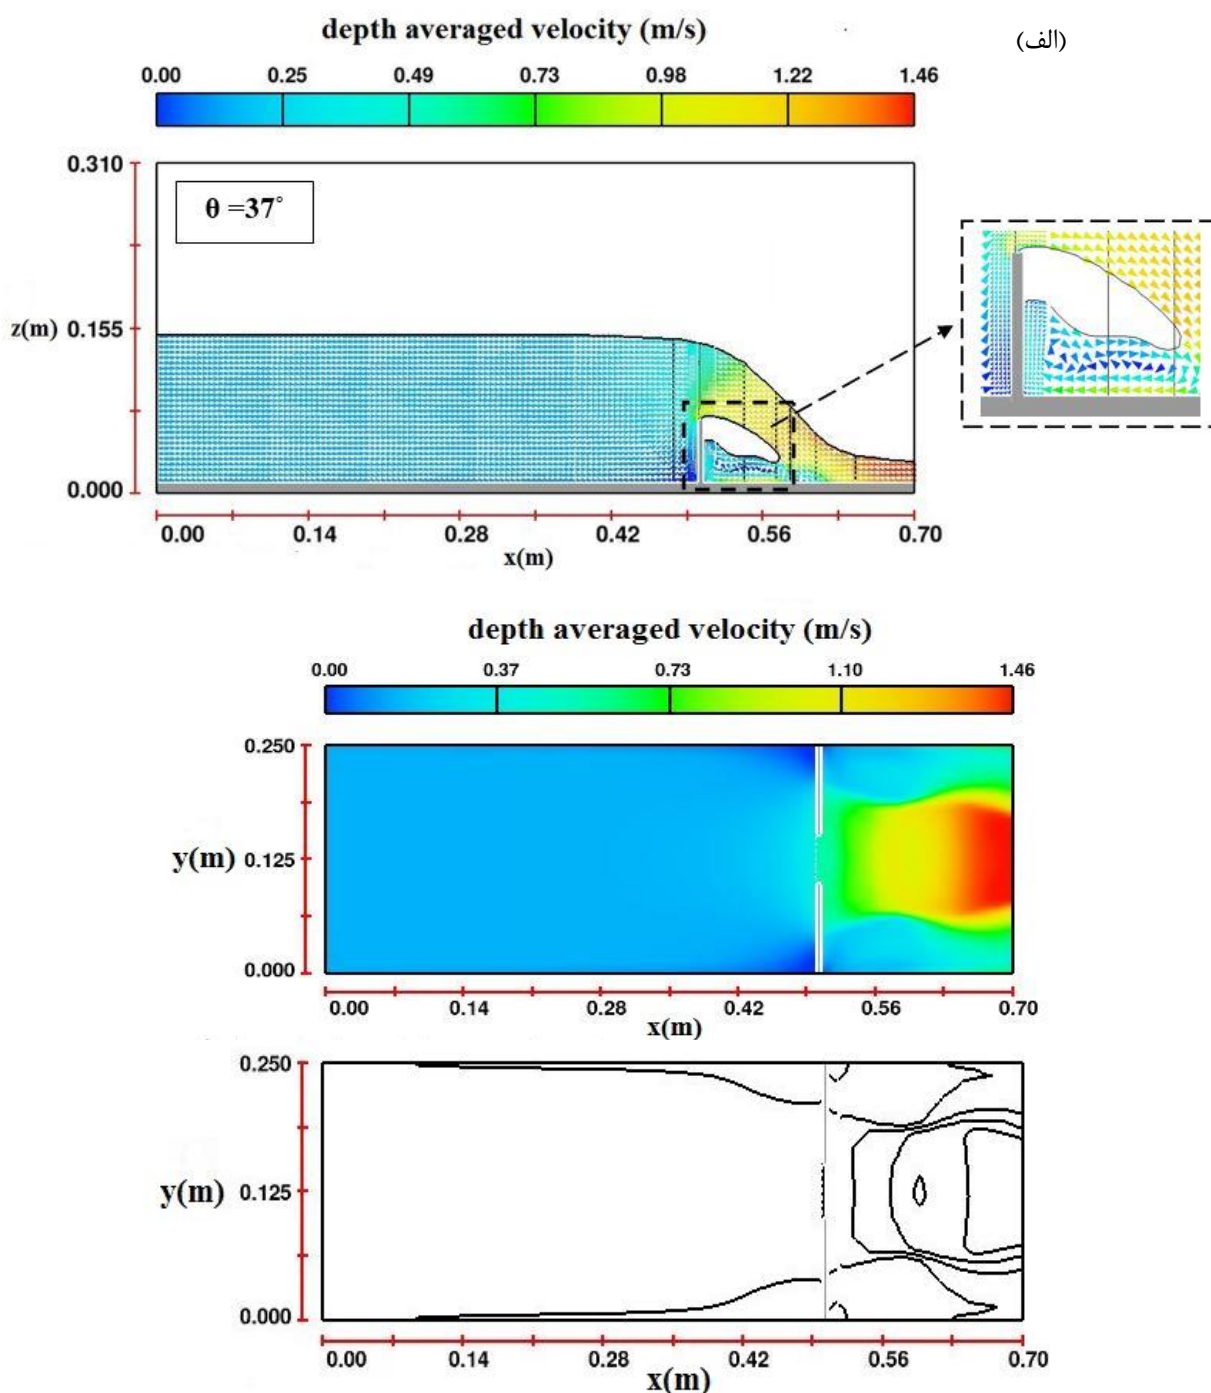 depth averaged velocity (m/s)
(الف)
0.00 0.25 0.49 0.73 0.98 1.22 1.46
0.310
θ =37°
z(m) 0.155
0.000
0.00 0.14 0.28 0.42 0.56 0.70
x(m)
depth averaged velocity (m/s)
0.00 0.37 0.73 1.10 1.46
0.250
y(m) 0.125
0.000
0.00 0.14 0.28 0.42 0.56 0.70
x(m)
0.250
y(m) 0.125
0.000
0.00 0.14 0.28 0.42 0.56 0.70
x(m)